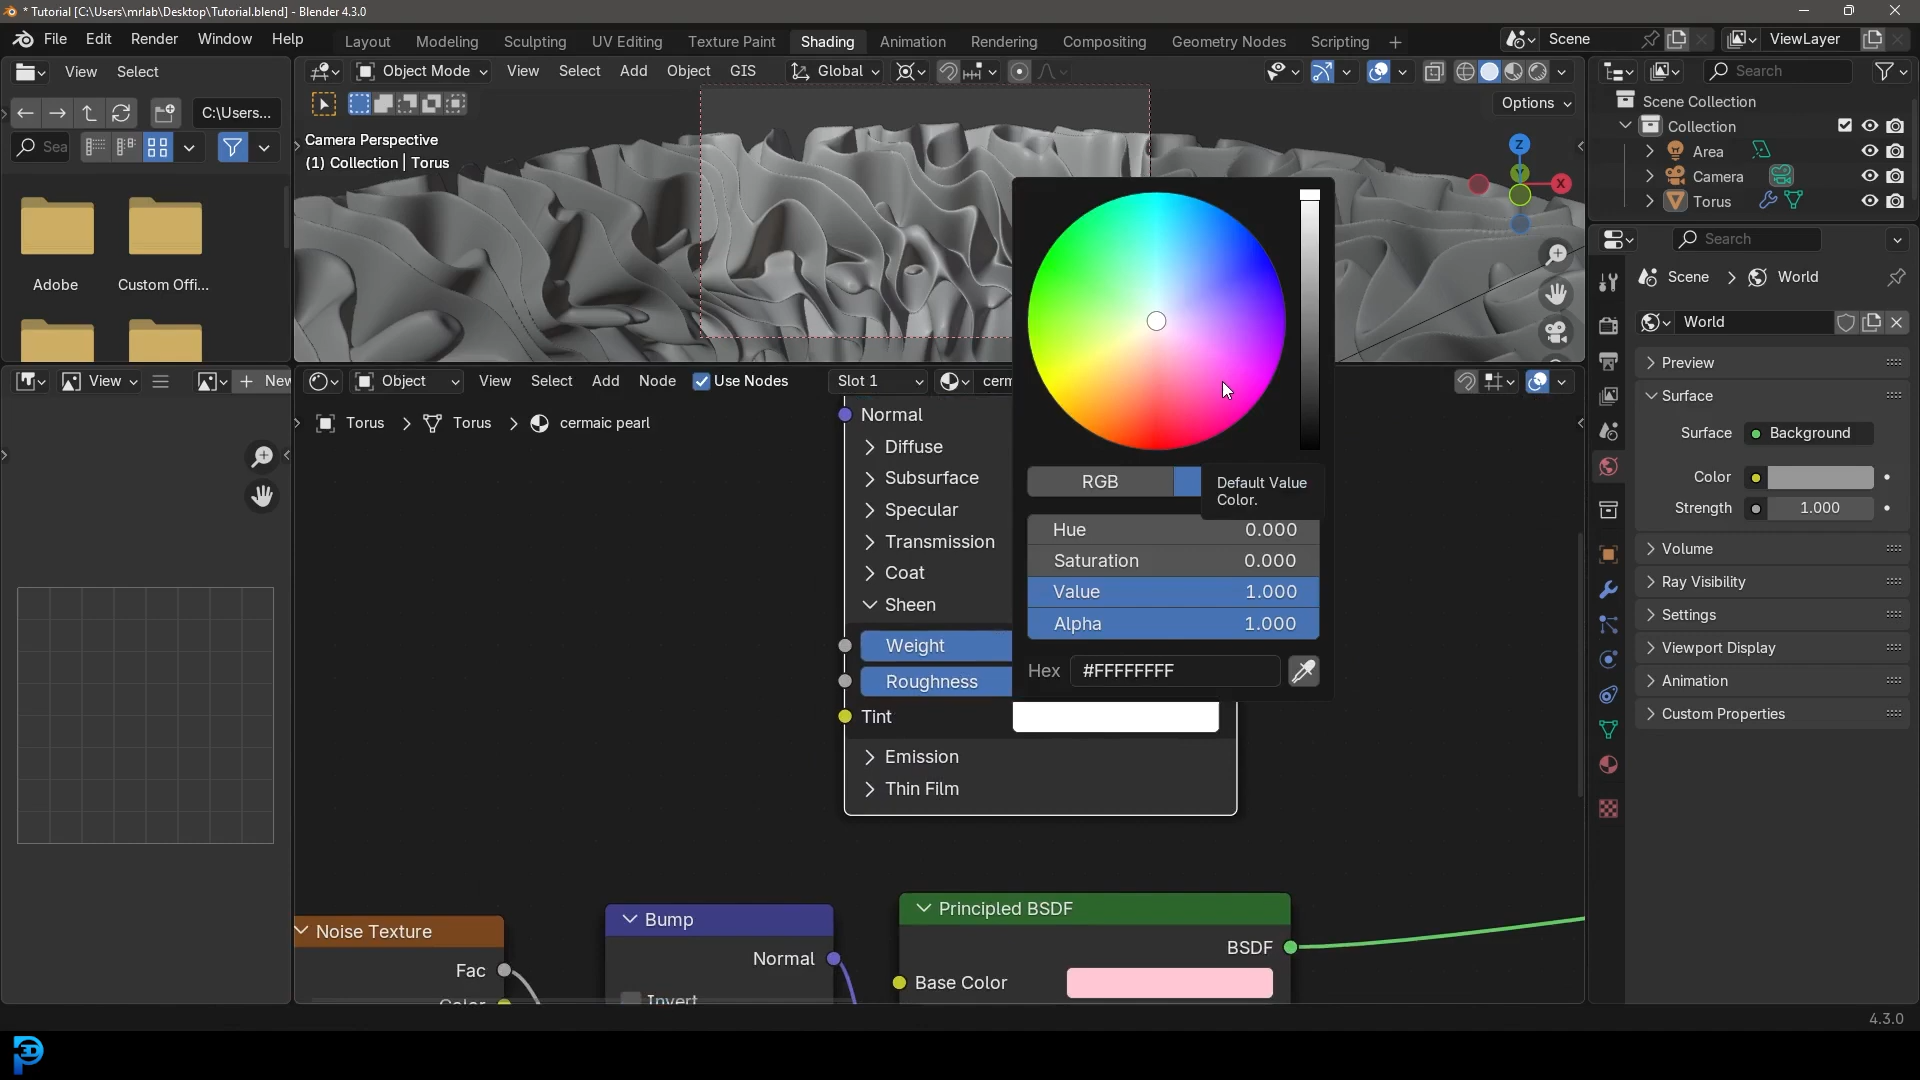 * Tutorial [C:\Users\mrlab\Desktop\Tutorial.blend] - Blender 4.3.0
File Edit Render Window Help
Layout Modeling Sculpting UV Editing Texture Paint Shading Animation Rendering Compositing Geometry Nodes Scripting +
Scene
ViewLayer
View Select
Object Mode View Select Add Object GIS
Global
Search
C:\Users...
Options
Scene Collection
Camera Perspective
(1) Collection | Torus
Collection
Sea
Area
Camera
Torus
Z
X
Search
Adobe
Custom Offi...
Scene > World
World
Preview
Surface
Surface Background
Color
Strength 1.000
Volume
Ray Visibility
Settings
Viewport Display
Animation
Custom Properties
View
+ New
Object View Select Add Node Use Nodes
Slot 1
cerm
Torus > Torus > cermaic pearl
Normal
Diffuse
Subsurface
Specular
Transmission
Coat
Sheen
Weight
Roughness
Tint
Emission
Thin Film
RGB
Default Value
Color.
Hue 0.000
Saturation 0.000
Value 1.000
Alpha 1.000
Hex #FFFFFFFF
Noise Texture
Fac
Color
Bump
Normal
Invert
Principled BSDF
BSDF
Base Color
4.3.0
3D